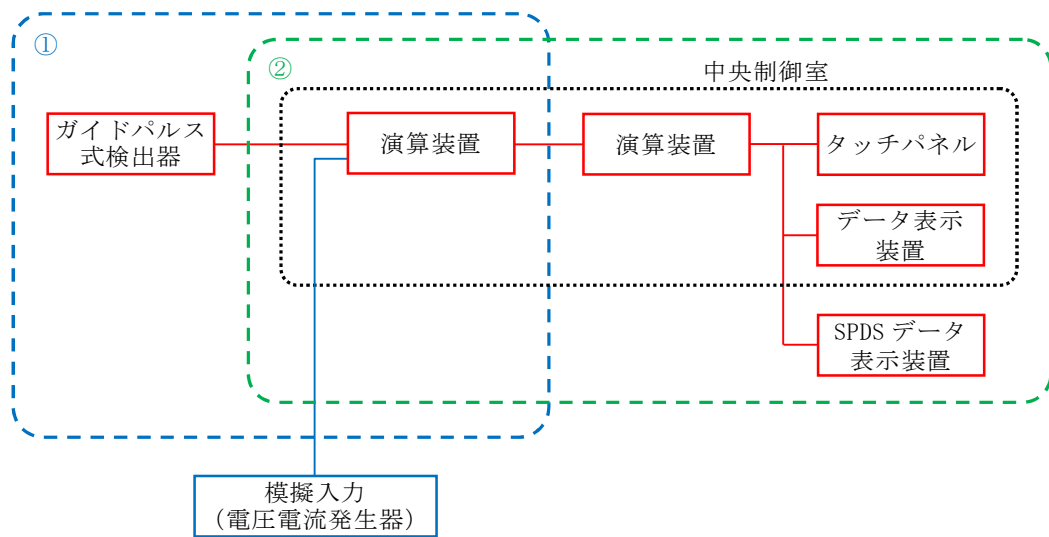 ①
②
中央制御室
ガイドパルス
式検出器
演算装置
演算装置
タッチパネル
データ表示
装置
SPDS データ
表示装置
模擬入力
(電圧電流発生器)